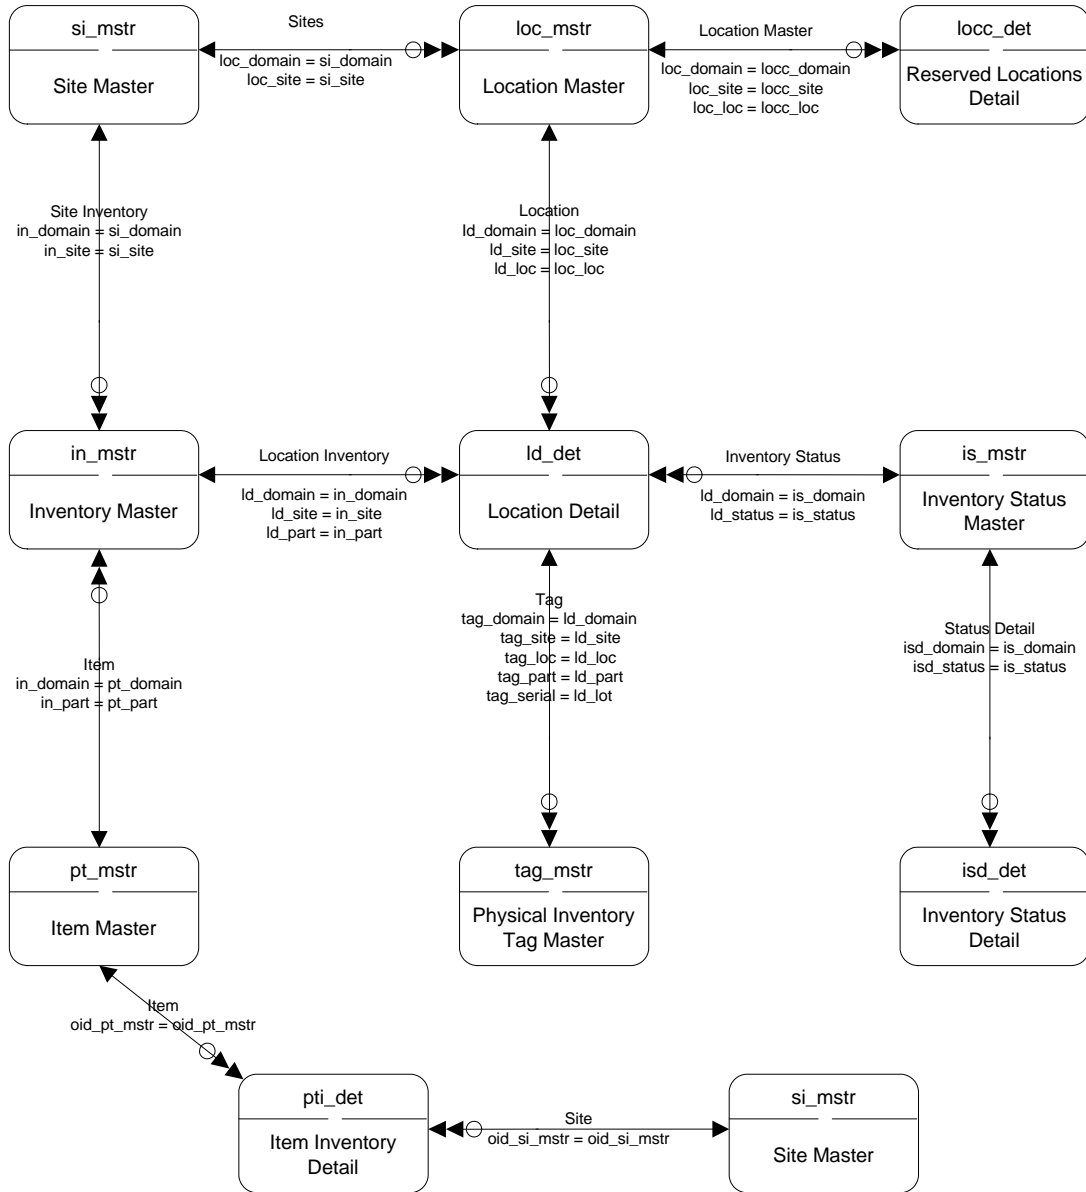 si_mstr
Site Master
Sites
loc_domain = si_domain
loc_site = si_site
loc_mstr
Location Master
Location Master
loc_domain = locc_domain
loc_site = locc_site
loc_loc = locc_loc
locc_det
Reserved Locations
Detail
Site Inventory
in_domain = si_domain
in_site = si_site
Location
ld_domain = loc_domain
ld_site = loc_site
ld_loc = loc_loc
in_mstr
Inventory Master
Location Inventory
ld_domain = in_domain
ld_site = in_site
ld_part = in_part
ld_det
Location Detail
Inventory Status
ld_domain = is_domain
ld_status = is_status
is_mstr
Inventory Status
Master
Item
in_domain = pt_domain
in_part = pt_part
Tag
tag_domain = ld_domain
tag_site = ld_site
tag_loc = ld_loc
tag_part = ld_part
tag_serial = ld_lot
Status Detail
isd_domain = is_domain
isd_status = is_status
pt_mstr
Item Master
tag_mstr
Physical Inventory
Tag Master
isd_det
Inventory Status
Detail
Item
oid_pt_mstr = oid_pt_mstr
pti_det
Item Inventory
Detail
Site
oid_si_mstr = oid_si_mstr
si_mstr
Site Master